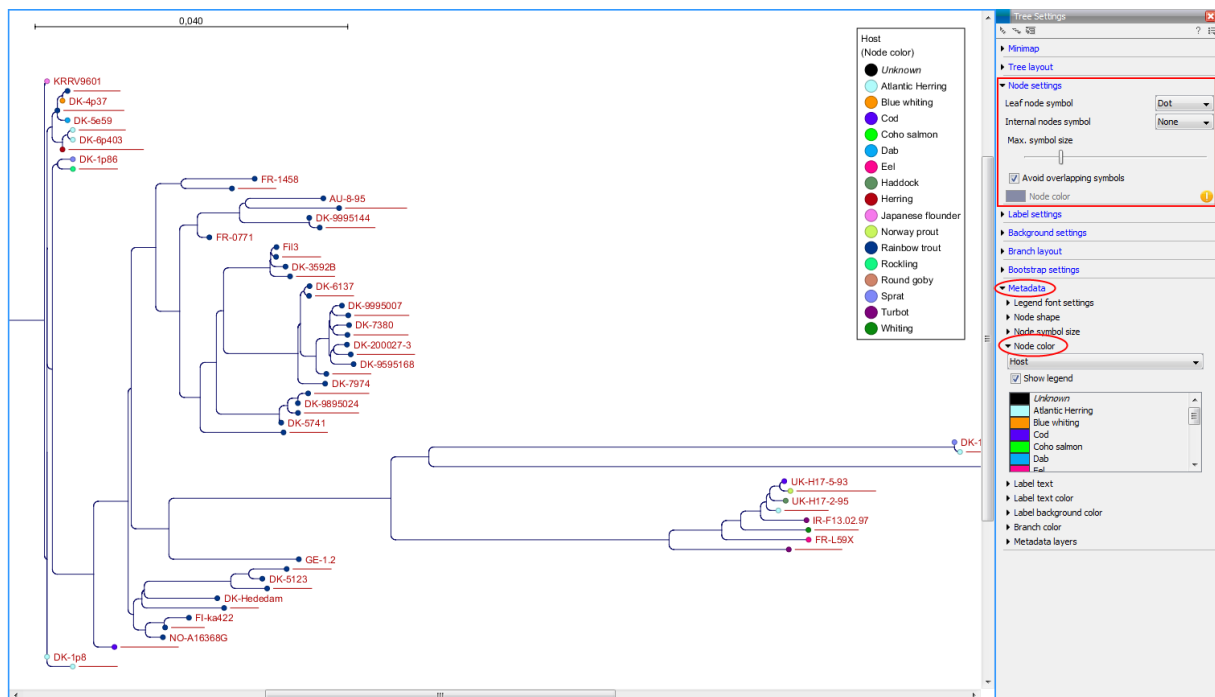 0,040
KRRV9601
DK-4p37
DK-5e59
DK-6p403
DK-1p86
FR-1458
AU-8-95
DK-9995144
FR-0771
Fil3
DK-3592B
DK-6137
DK-9995007
DK-7380
DK-200027-3
DK-9595168
DK-7974
DK-9895024
DK-5741
DK-1
UK-H17-5-93
UK-H17-2-95
IR-F13.02.97
FR-L59X
GE-1.2
DK-5123
DK-Hededam
FI-ka422
NO-A16368G
DK-1p8
Host
(Node color)
Unknown
Atlantic Herring
Blue whiting
Cod
Coho salmon
Dab
Eel
Haddock
Herring
Japanese flounder
Norway prout
Rainbow trout
Rockling
Round goby
Sprat
Turbot
Whiting
Tree Settings
?
Minimap
Tree layout
Node settings
Leaf node symbol Dot
Internal nodes symbol None
Max. symbol size
Avoid overlapping symbols
Node color
Label settings
Background settings
Branch layout
Bootstrap settings
Metadata
Legend font settings
Node shape
Node symbol size
Node color
Host
Show legend
Unknown
Atlantic Herring
Blue whiting
Cod
Coho salmon
Dab
Eel
Label text
Label text color
Label background color
Branch color
Metadata layers